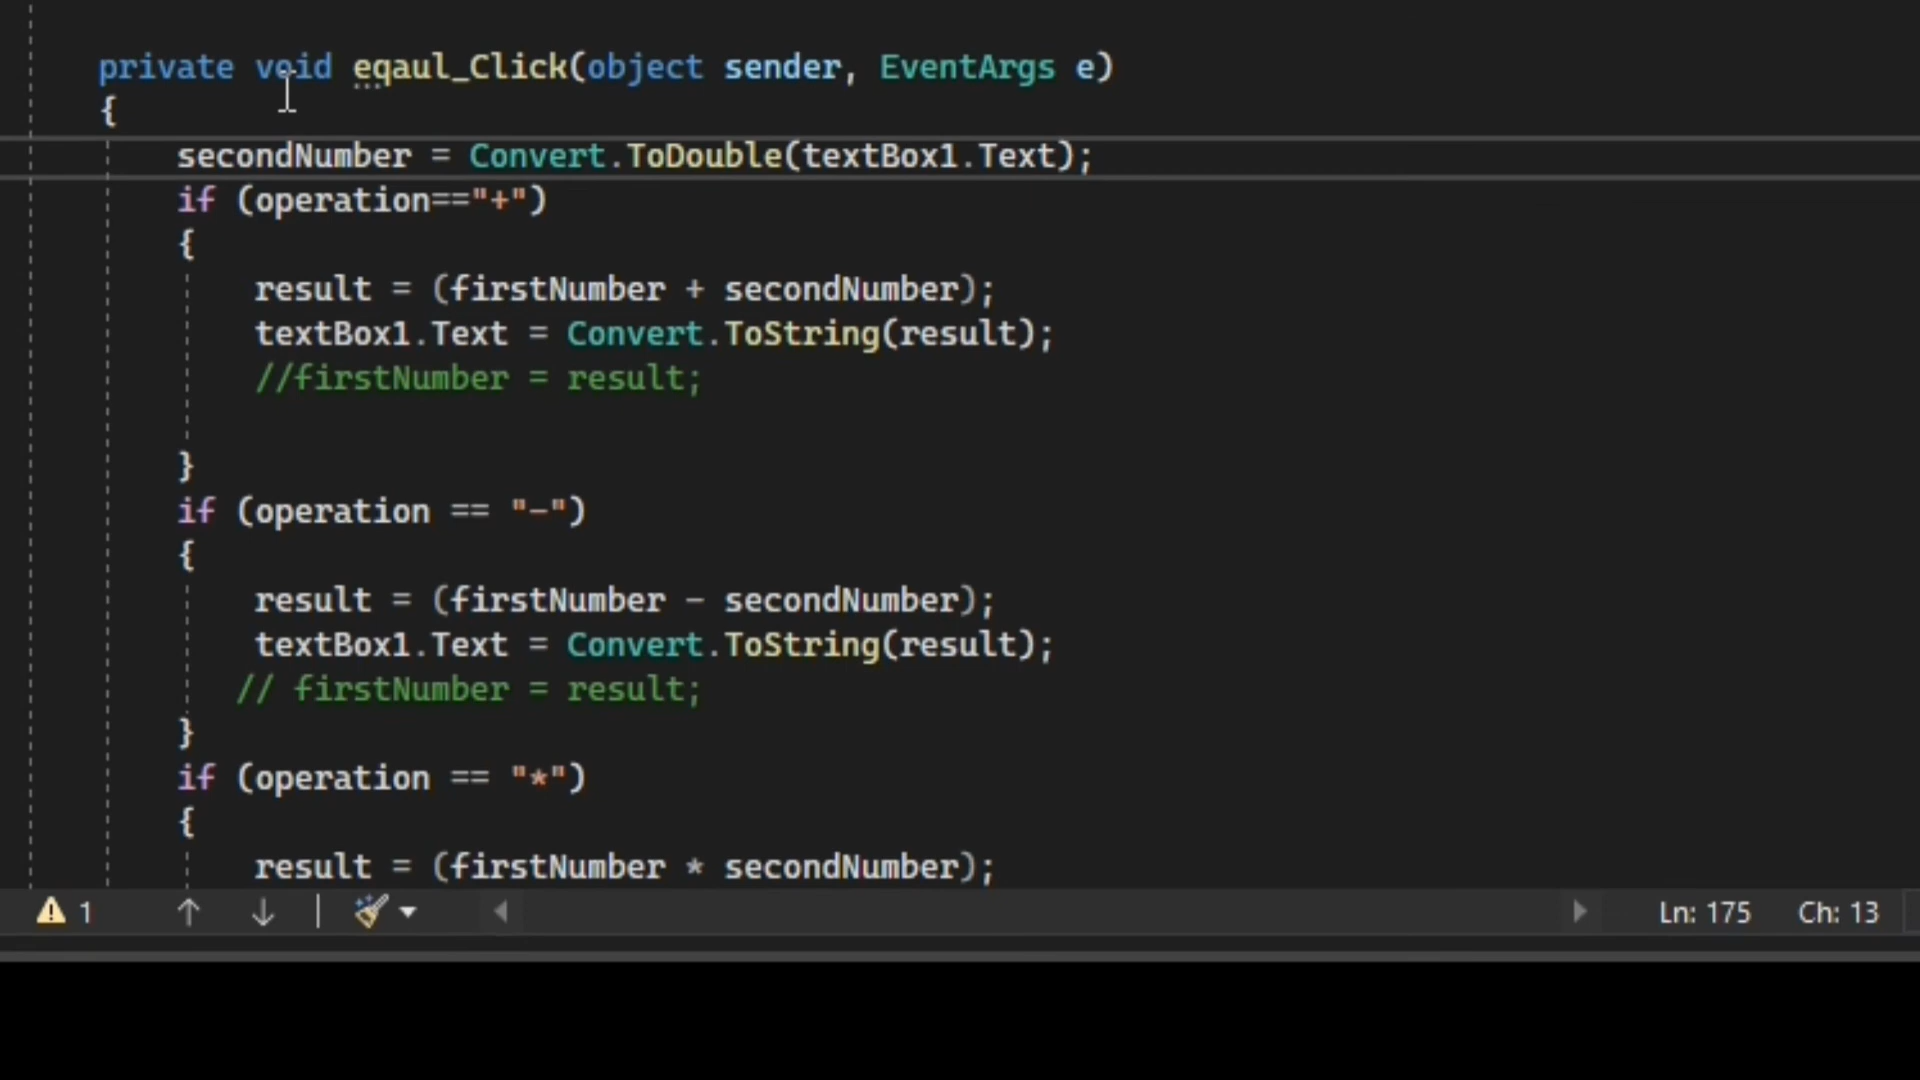 private void eqaul_Click(object sender, EventArgs e)
{
secondNumber = Convert.ToDouble(textBox1.Text);
if (operation=="+")
{
result = (firstNumber + secondNumber);
textBox1.Text = Convert.ToString(result);
//firstNumber = result;
}
if (operation == "-")
{
result = (firstNumber - secondNumber);
textBox1.Text = Convert.ToString(result);
// firstNumber = result;
}
if (operation == "*")
{
result = (firstNumber * secondNumber);
1 Ln: 175 Ch: 13